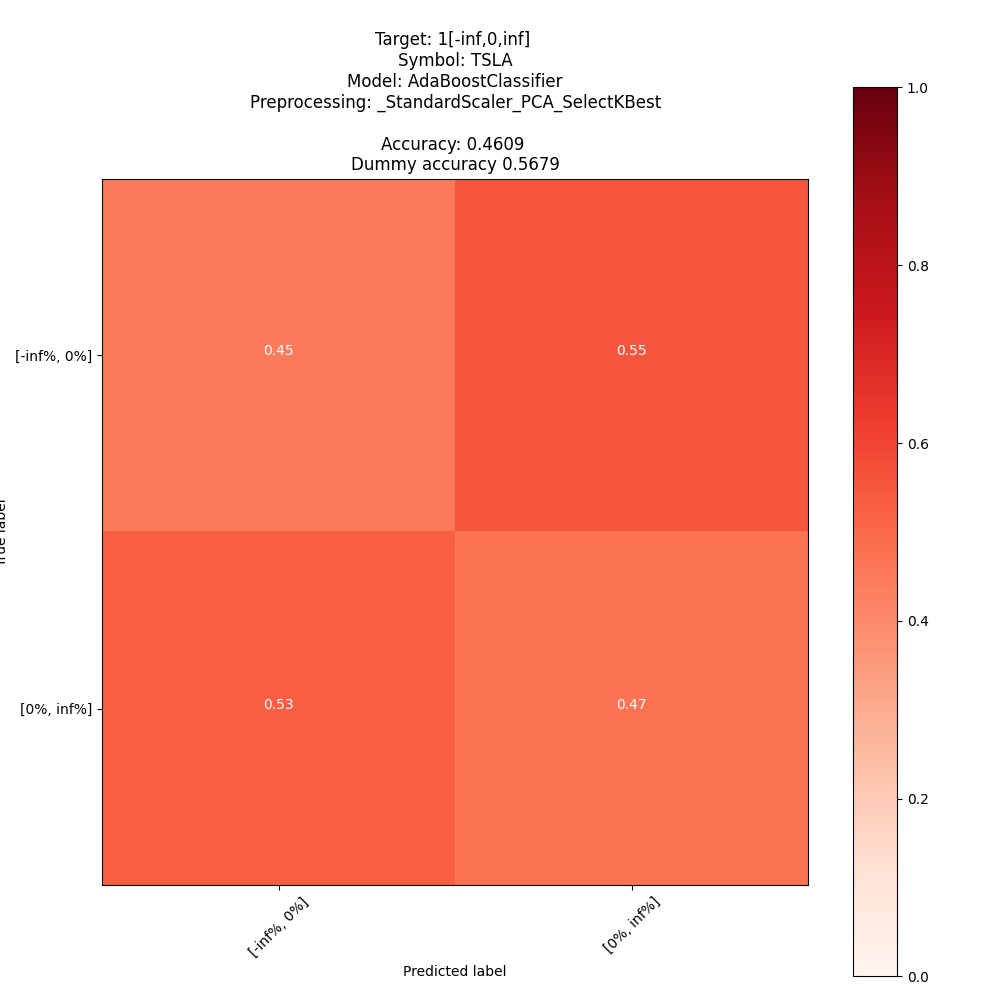 Target: 1[-inf,0,inf]
Symbol: TSLA
Model: AdaBoostClassifier
Preprocessing: _StandardScaler_PCA_SelectKBest
Accuracy: 0.4609
Dummy accuracy 0.5679
1.0
0.8
0.6
0.4
0.2
0.0
[-inf%, 0%]
0.45
0.55
label
[0%, inf%]
0.53
0.47
[-inf%, 0%]
[0%, inf%]
Predicted label